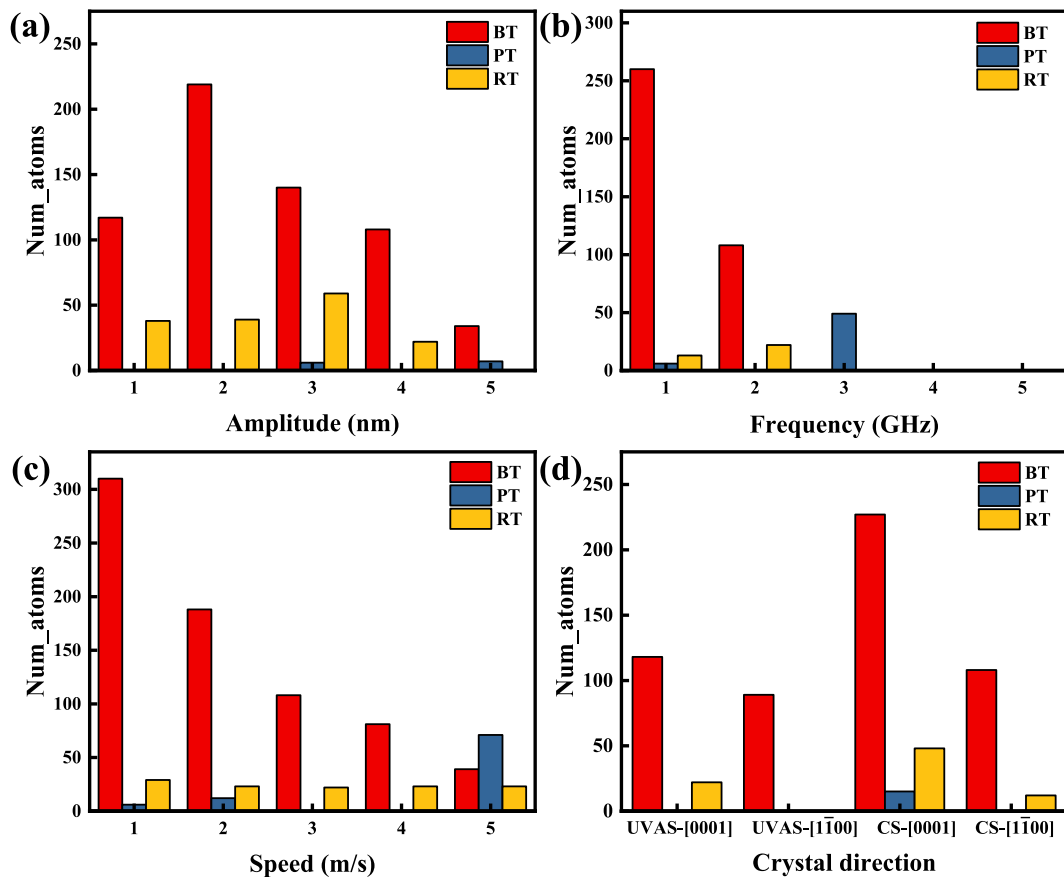 (a)
BT
PT
RT
Num_atoms
250
200
150
100
50
0
1 2 3 4 5
Amplitude (nm)
(b)
BT
PT
RT
Num_atoms
300
250
200
150
100
50
0
1 2 3 4 5
Frequency (GHz)
(c)
BT
PT
RT
Num_atoms
300
250
200
150
100
50
0
1 2 3 4 5
Speed (m/s)
(d)
BT
PT
RT
Num_atoms
250
200
150
100
50
0
UVAS-[0001] UVAS-[11̅00] CS-[0001] CS-[11̅00]
Crystal direction